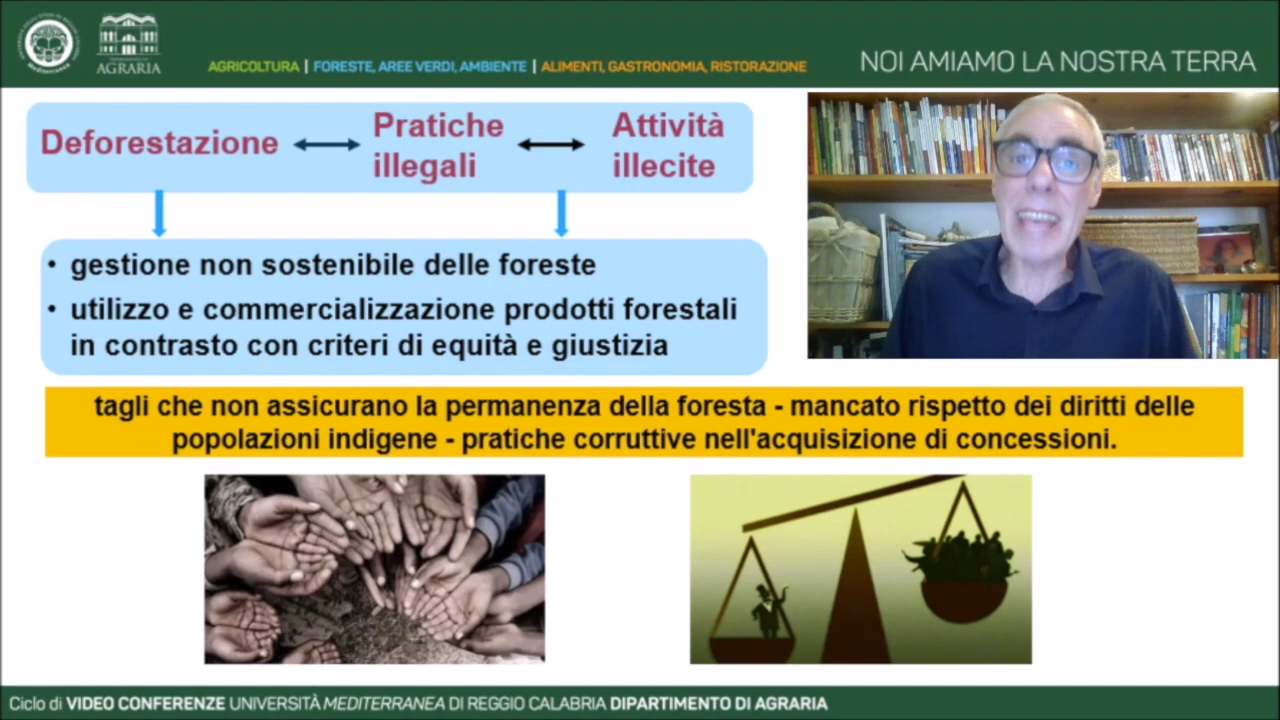 AGRARIA
AGRICOLTURA | FORESTE, AREE VERDI, AMBIENTE | ALIMENTI, GASTRONOMIA, RISTORAZIONE
NOI AMIAMO LA NOSTRA TERRA
Deforestazione
Pratiche
illegali
Attività
illecite
• gestione non sostenibile delle foreste
• utilizzo e commercializzazione prodotti forestali
in contrasto con criteri di equità e giustizia
tagli che non assicurano la permanenza della foresta - mancato rispetto dei diritti delle
popolazioni indigene - pratiche corruttive nell'acquisizione di concessioni.
Ciclo di VIDEO CONFERENZE UNIVERSITÀ MEDITERRANEA DI REGGIO CALABRIA DIPARTIMENTO DI AGRARIA